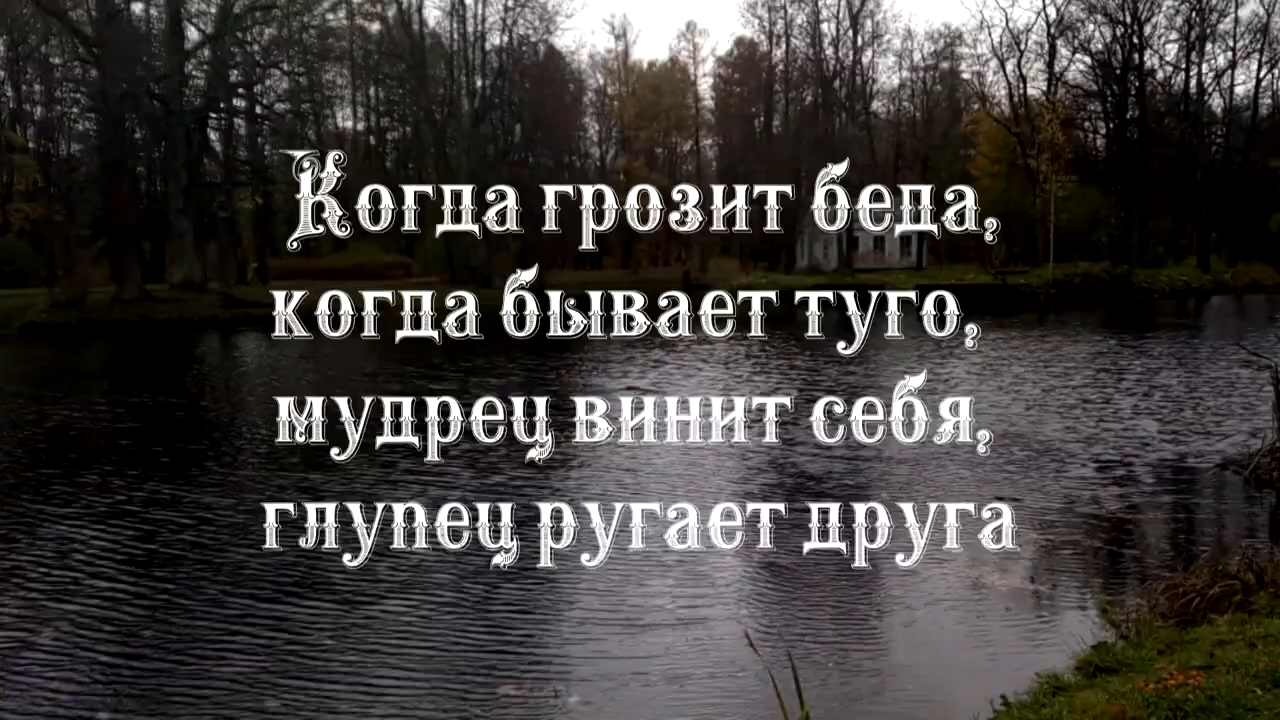 Когда грозит беда,
когда бывает туго,
мудрец винит себя,
глупец ругает друга